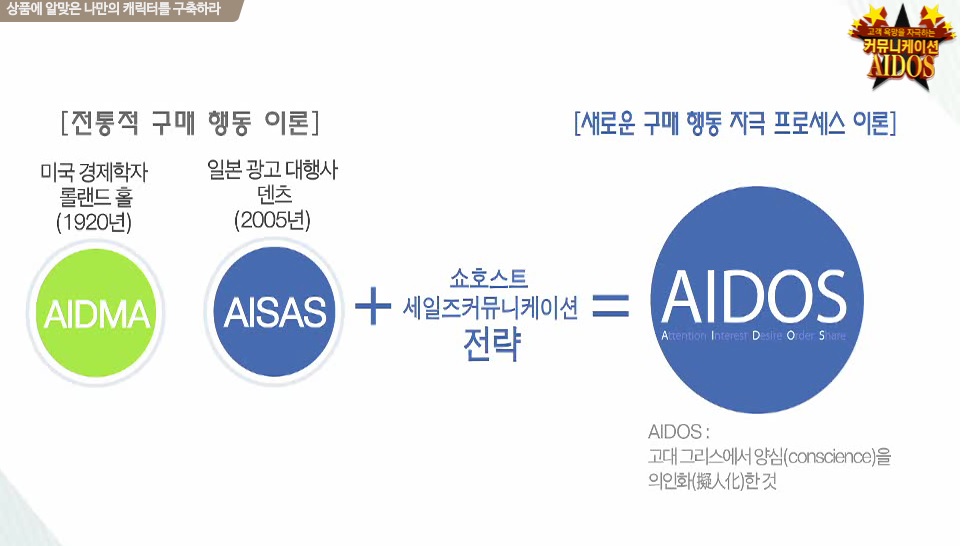 상품에 알맞은 나만의 캐릭터를 구축하라
고객 욕망을 자극하는
커뮤니케이션
AIDOS
[전통적 구매 행동 이론]
[새로운 구매 행동 자극 프로세스 이론]
미국 경제학자
롤랜드 홀
(1920년)
일본 광고 대행사
덴츠
(2005년)
AIDMA
AISAS
+
쇼호스트
세일즈커뮤니케이션
전략
=
AIDOS
Attention Interest Desire Order Share
AIDOS :
고대 그리스에서 양심(conscience)을
의인화(擬人化)한 것